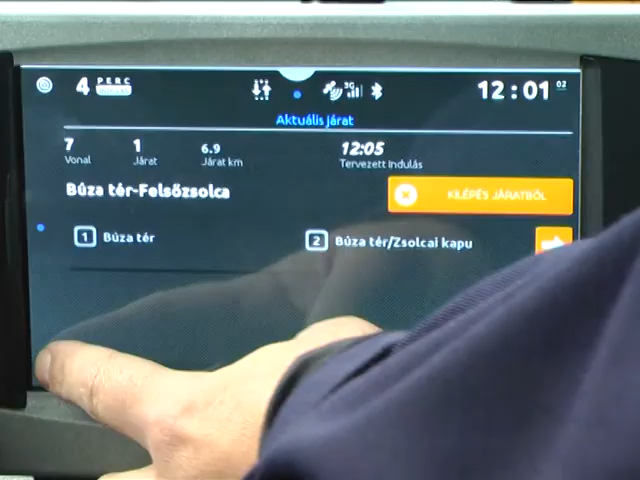 4 PERC
3G
12:01 02
Aktuális járat
7 1 6.9 12:05
Vonal Járat Járat km Tervezett indulás
Búza tér-Felsőzsolca
KILÉPÉS JÁRATBÓL
1 Búza tér 2 Búza tér/Zsolcai kapu